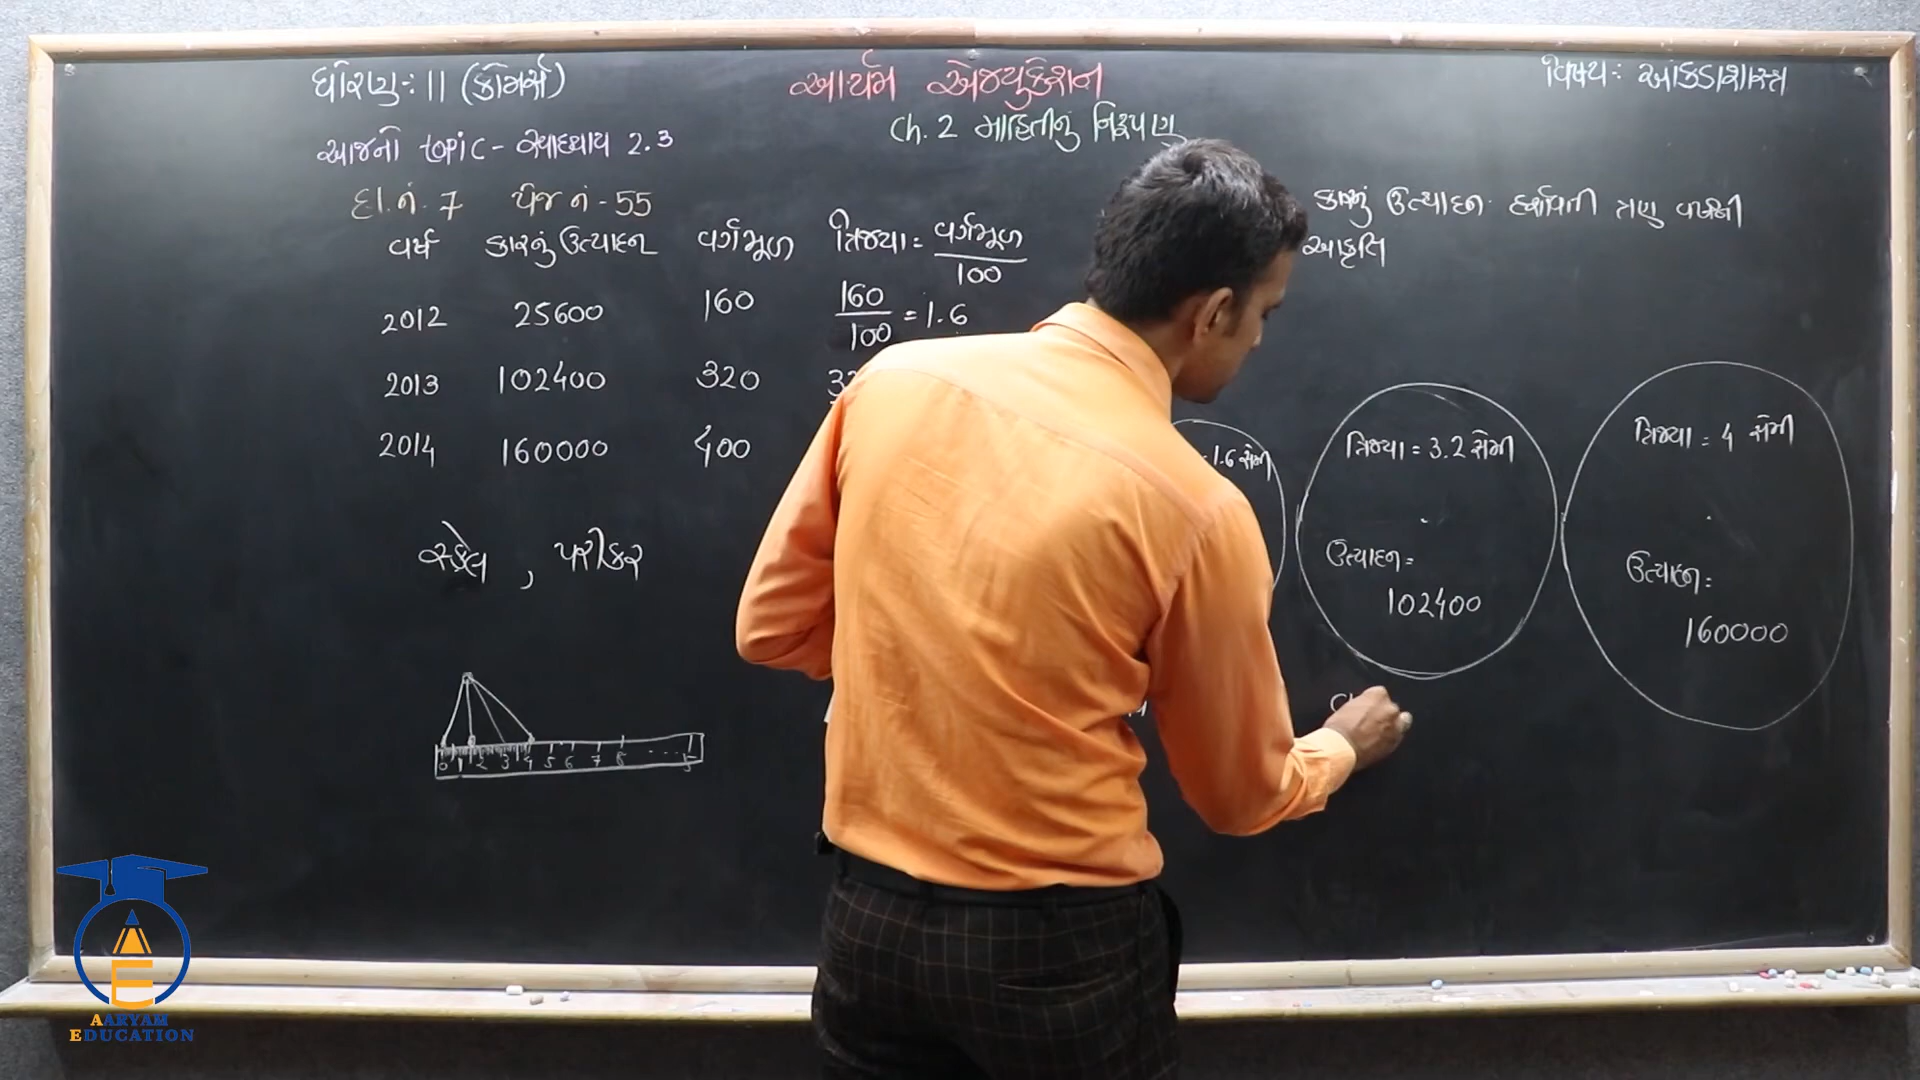 ધોરણ:- 11 (કોમર્સ)
આર્યમ એજ્યુકેશન
વિષય:- આંકડાશાસ્ત્ર
Ch. 2 માહિતીનું નિરૂપણ
આજનો topic - સ્વાધ્યાય 2.3
દા.નં. 7 પેજ નં - 55
વર્ષ કારનું ઉત્પાદન વર્ગમૂળ ત્રિજ્યા = વર્ગમૂળ / 100
2012 25600 160 160 / 100 = 1.6
2013 102400 320
2014 160000 400
સ્કેલ , પરીકર
0 1 2 3 4 5 6 7 8 .... 15
કારનું ઉત્પાદન દર્શાવતી ત્રણ વર્ષની
આકૃતિ
= 1.6 સેમી
ત્રિજ્યા = 3.2 સેમી
ઉત્પાદન =
102400
ત્રિજ્યા = 4 સેમી
ઉત્પાદન =
160000
AARYAM
EDUCATION